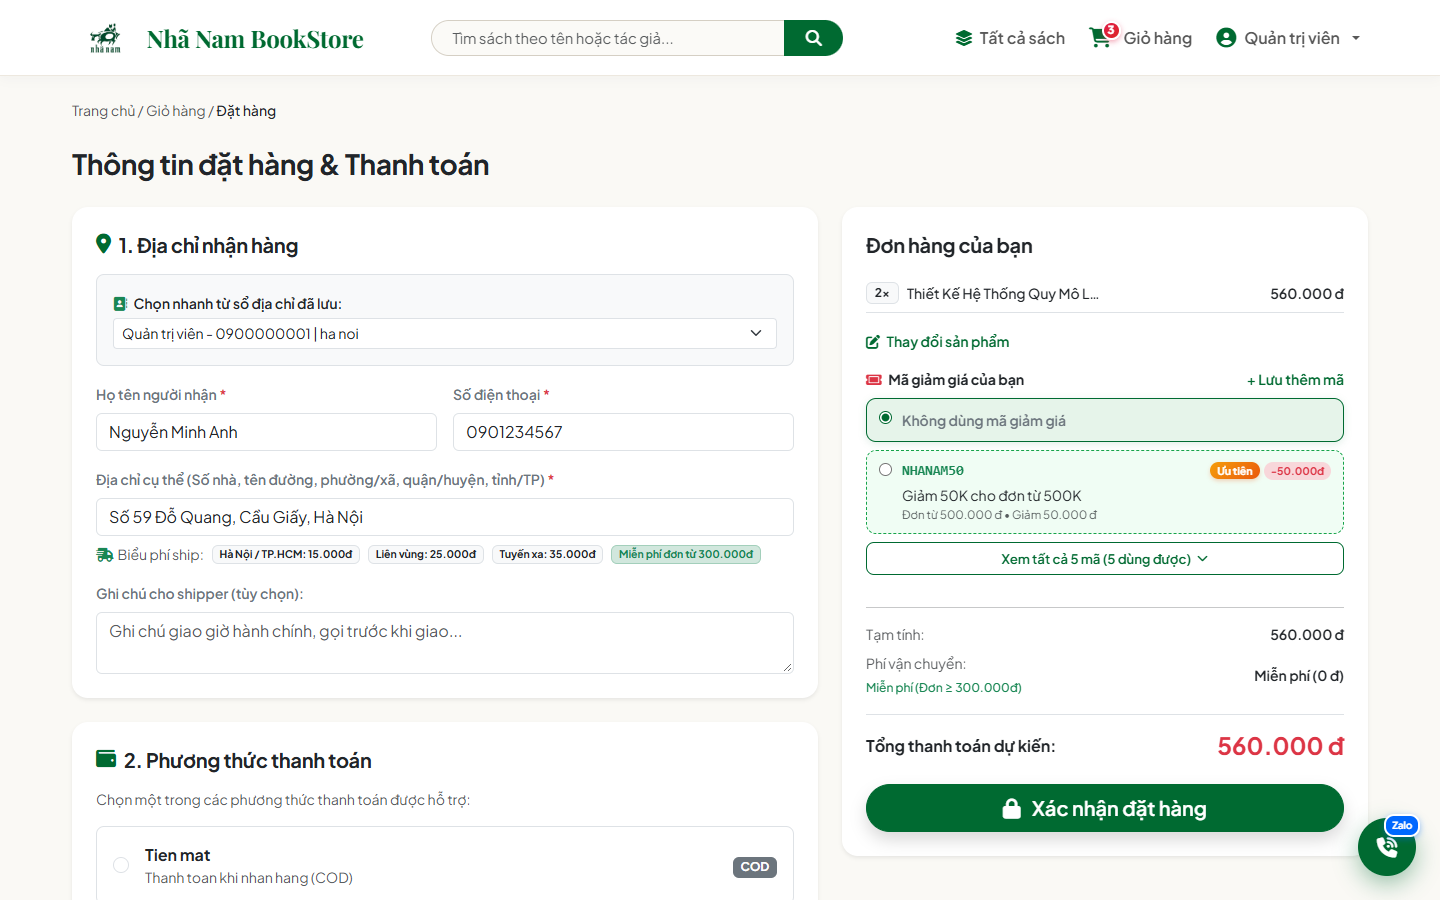 nhã nam
Nhã Nam BookStore
Tìm sách theo tên hoặc tác giả...
Tất cả sách
3
Giỏ hàng
Quản trị viên
Trang chủ / Giỏ hàng / Đặt hàng
Thông tin đặt hàng & Thanh toán
1. Địa chỉ nhận hàng
Chọn nhanh từ sổ địa chỉ đã lưu:
Quản trị viên - 0900000001 | ha noi
Họ tên người nhận *
Số điện thoại *
Nguyễn Minh Anh
0901234567
Địa chỉ cụ thể (Số nhà, tên đường, phường/xã, quận/huyện, tỉnh/TP) *
Số 59 Đỗ Quang, Cầu Giấy, Hà Nội
Biểu phí ship:
Hà Nội / TP.HCM: 15.000đ
Liên vùng: 25.000đ
Tuyến xa: 35.000đ
Miễn phí đơn từ 300.000đ
Ghi chú cho shipper (tùy chọn):
Ghi chú giao giờ hành chính, gọi trước khi giao...
2. Phương thức thanh toán
Chọn một trong các phương thức thanh toán được hỗ trợ:
Tien mat
Thanh toan khi nhan hang (COD)
COD
Đơn hàng của bạn
2×
Thiết Kế Hệ Thống Quy Mô L...
560.000 đ
Thay đổi sản phẩm
Mã giảm giá của bạn
+ Lưu thêm mã
Không dùng mã giảm giá
NHANAM50
Ưu tiên
-50.000đ
Giảm 50K cho đơn từ 500K
Đơn từ 500.000 đ • Giảm 50.000 đ
Xem tất cả 5 mã (5 dùng được)
Tạm tính:
560.000 đ
Phí vận chuyển:
Miễn phí (Đơn ≥ 300.000đ)
Miễn phí (0 đ)
Tổng thanh toán dự kiến:
560.000 đ
Xác nhận đặt hàng
Zalo